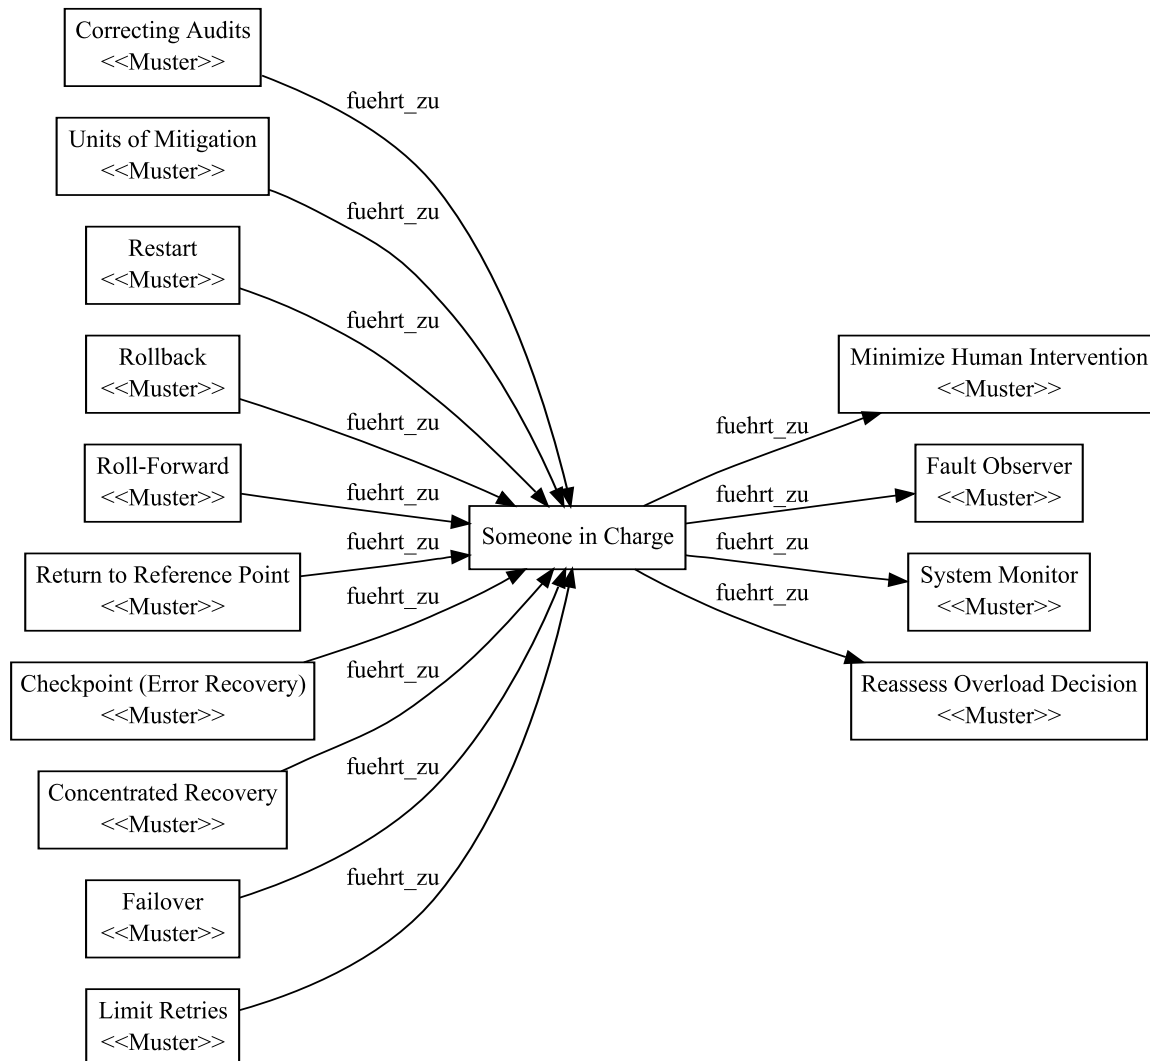 Correcting Audits
<<Muster>>
fuehrt_zu
Units of Mitigation
<<Muster>>
fuehrt_zu
Restart
<<Muster>>
fuehrt_zu
Rollback
<<Muster>>
fuehrt_zu
Roll-Forward
<<Muster>>
fuehrt_zu
Return to Reference Point
<<Muster>>
fuehrt_zu
Checkpoint (Error Recovery)
<<Muster>>
fuehrt_zu
Concentrated Recovery
<<Muster>>
fuehrt_zu
Failover
<<Muster>>
fuehrt_zu
Limit Retries
<<Muster>>
fuehrt_zu
Someone in Charge
fuehrt_zu
Minimize Human Intervention
<<Muster>>
fuehrt_zu
Fault Observer
<<Muster>>
fuehrt_zu
System Monitor
<<Muster>>
fuehrt_zu
Reassess Overload Decision
<<Muster>>